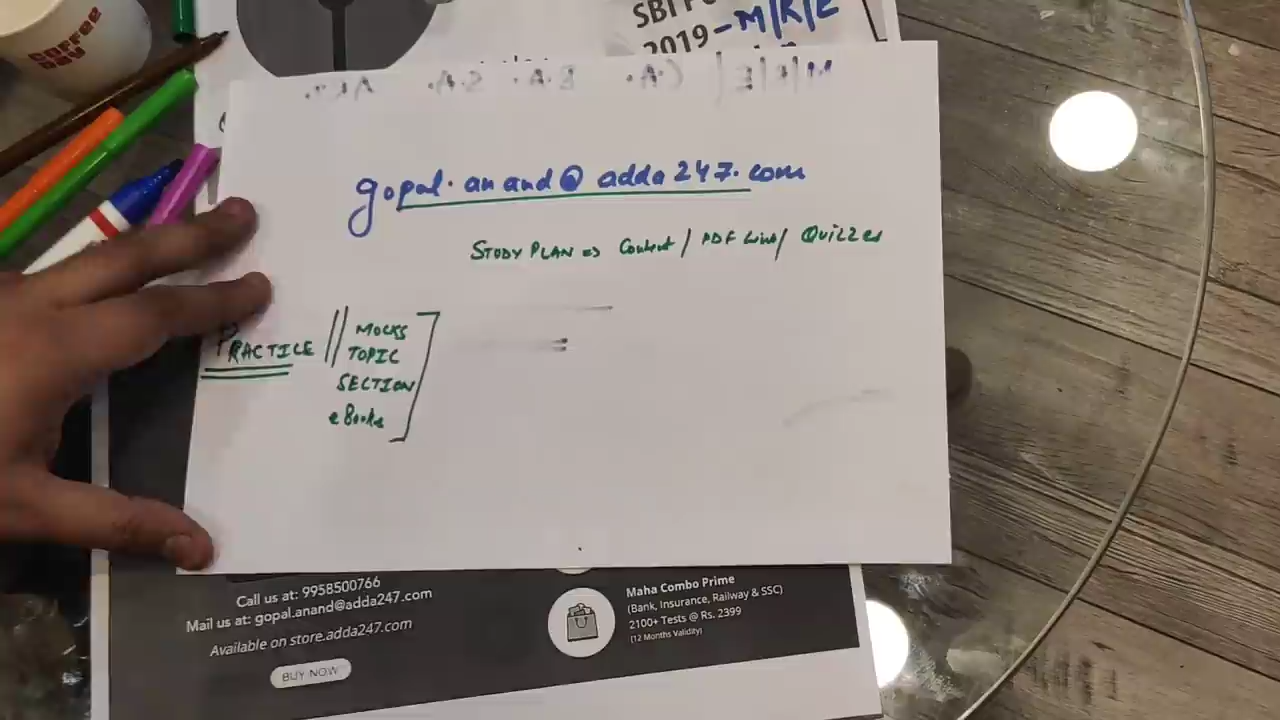 COFFEE
DAY
SBI P
2019 - M/R/E
gopal.anand@adda247.com
STUDY PLAN => Content / PDF Link / Quizzes
PRACTICE
MOCKS
TOPIC
SECTION
eBooks
Call us at: 9958500766
Mail us at: gopal.anand@adda247.com
Available on store.adda247.com
BUY NOW
Maha Combo Prime
(Bank, Insurance, Railway & SSC)
2100+ Tests @ Rs. 2399
(12 Months Validity)